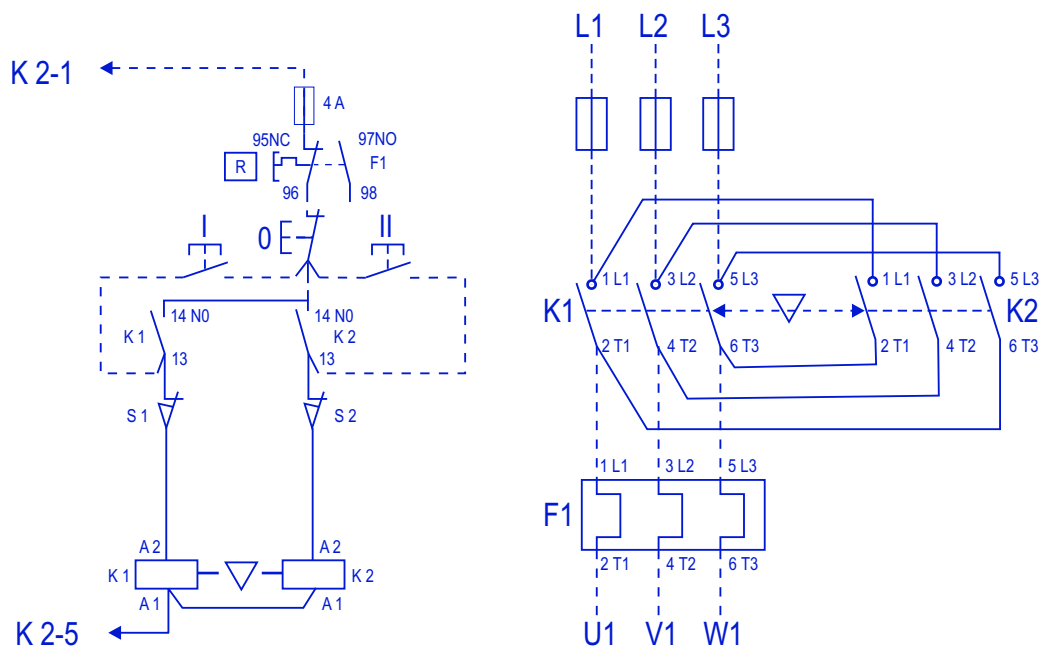 K 2-1
4 A
95NC
97NO
R
F1
96
98
I
0
II
14 N0
14 N0
K 1
K 2
13
13
S 1
S 2
A 2
A 2
K 1
K 2
A 1
A 1
K 2-5
L1
L2
L3
1 L1
3 L2
5 L3
1 L1
3 L2
5 L3
K1
K2
2 T1
4 T2
6 T3
2 T1
4 T2
6 T3
1 L1
3 L2
5 L3
F1
2 T1
4 T2
6 T3
U1
V1
W1